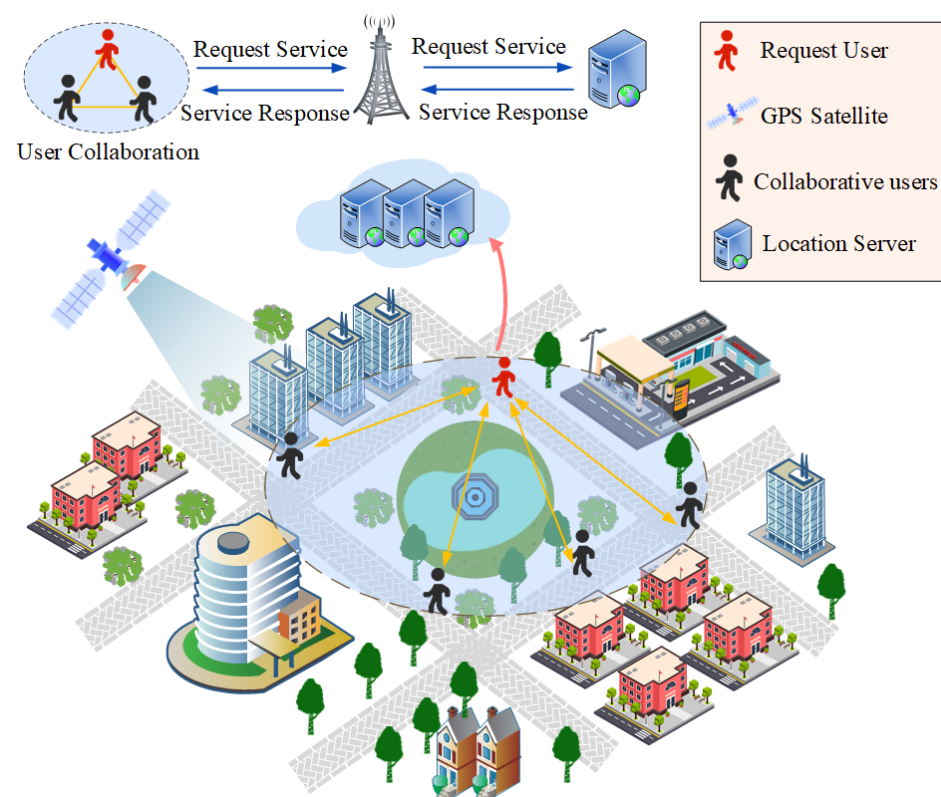 Request Service
Request Service
Service Response
Service Response
User Collaboration
Request User
GPS Satellite
Collaborative users
Location Server